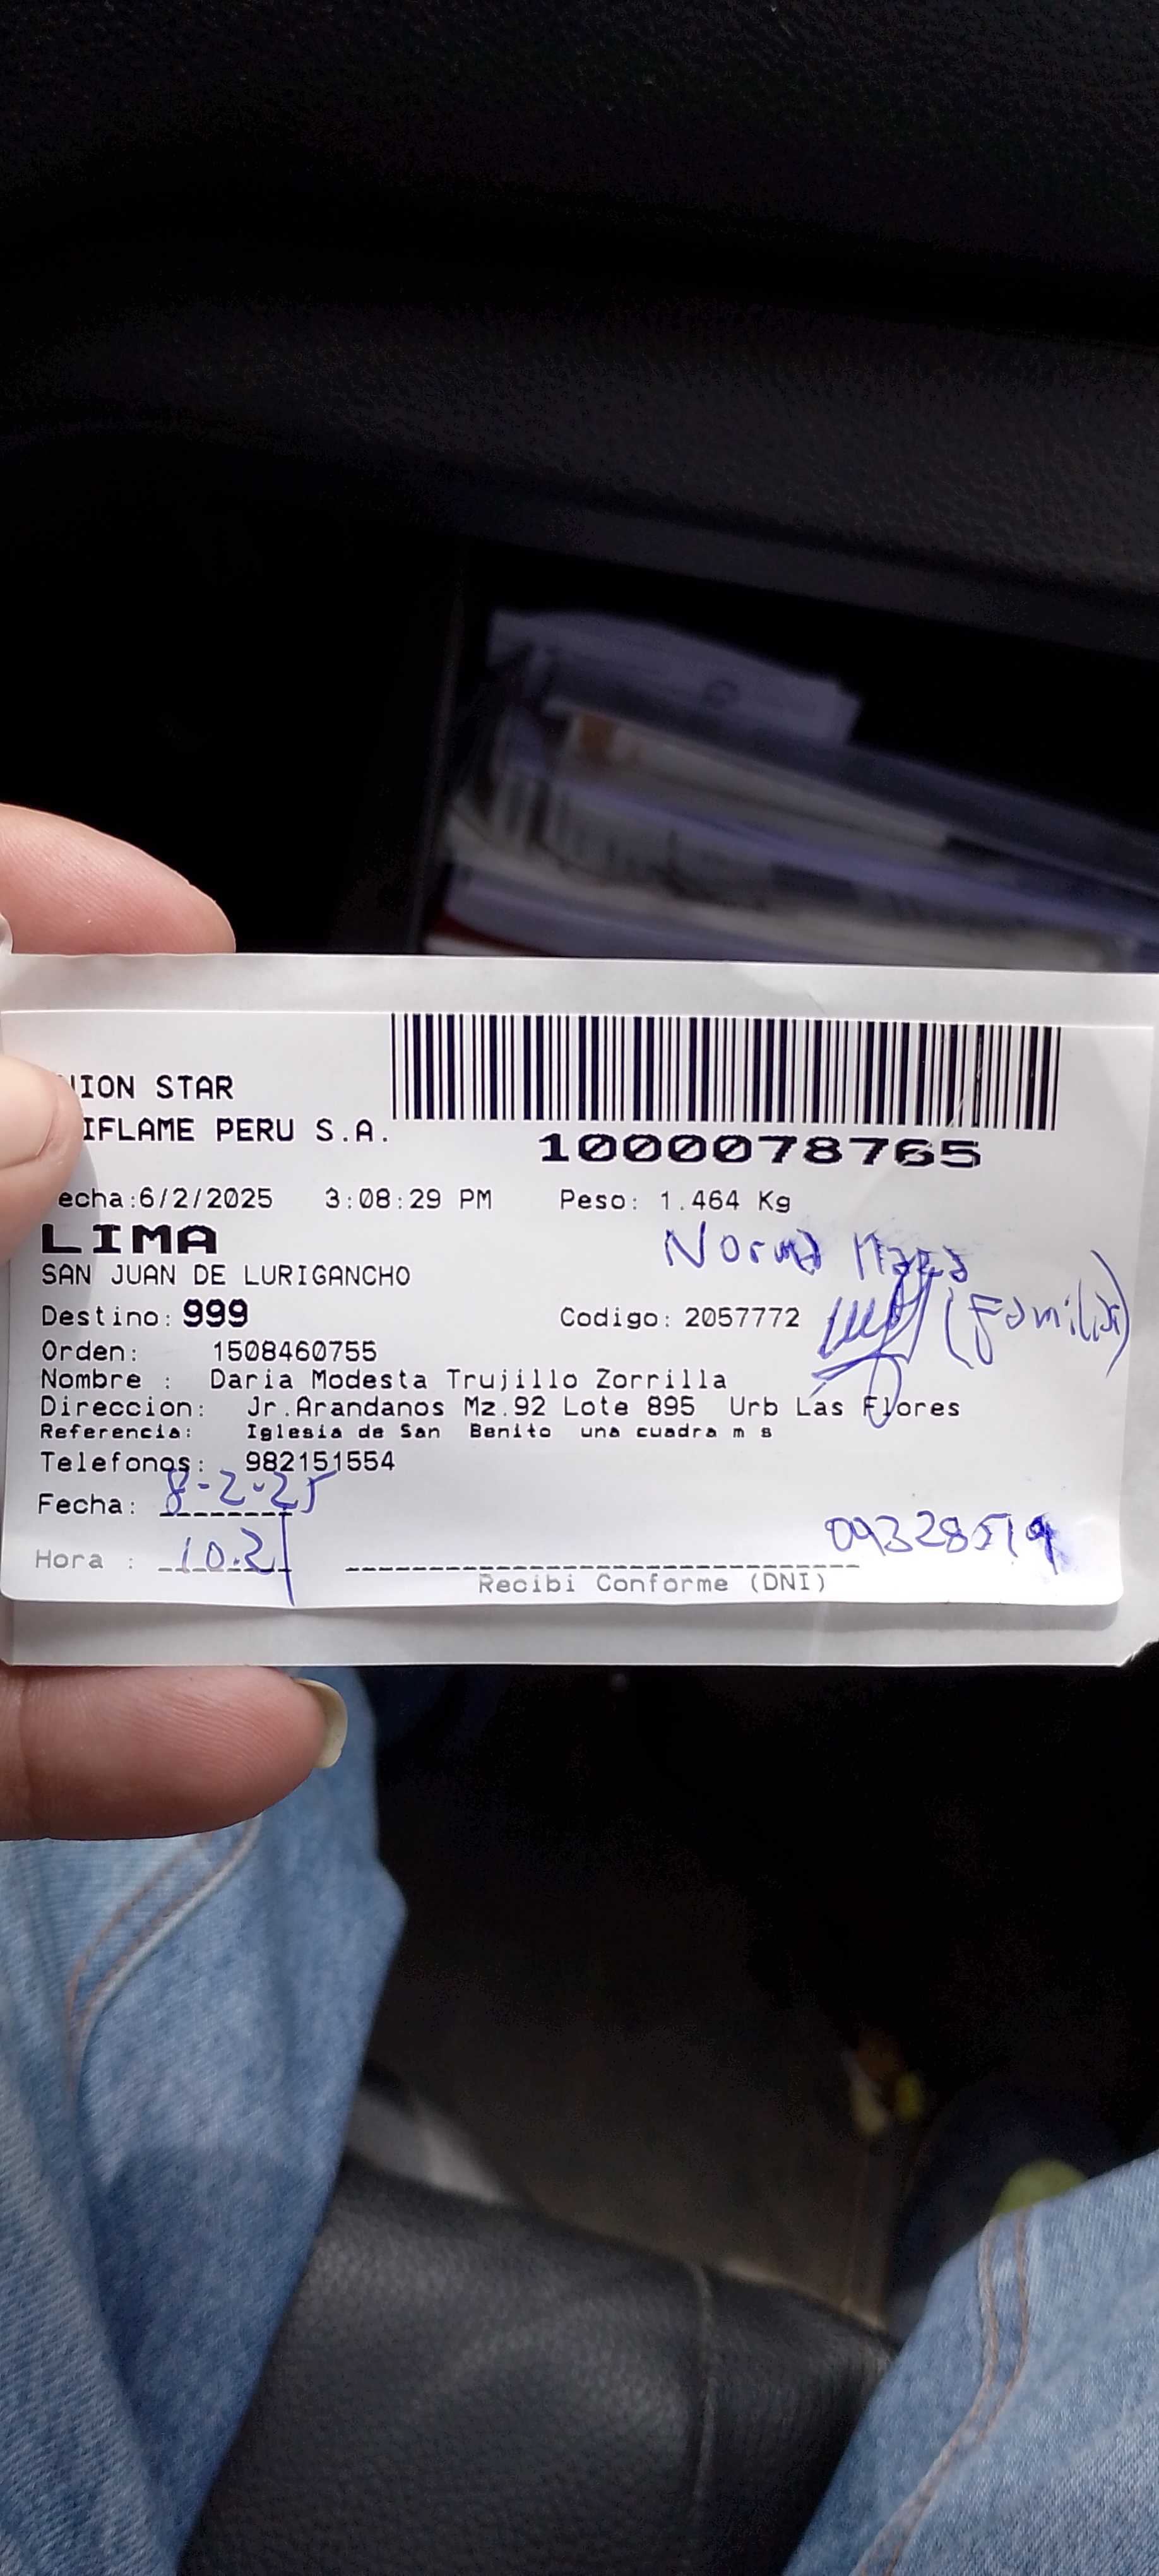 NION STAR
IFLAME PERU S.A.
1000078765
echa:6/2/2025 3:08:29 PM Peso: 1.464 Kg
LIMA
Norma
SAN JUAN DE LURIGANCHO
(Familia)
Destino: 999 Codigo: 2057772
Orden: 1508460755
Nombre : Daria Modesta Trujillo Zorrilla
Direccion: Jr.Arandanos Mz.92 Lote 895 Urb Las Flores
Referencia: Iglesia de San Benito una cuadra m s
Telefonos: 982151554
Fecha: 8-2-25
09328519
Hora : 10.21
Recibi Conforme (DNI)